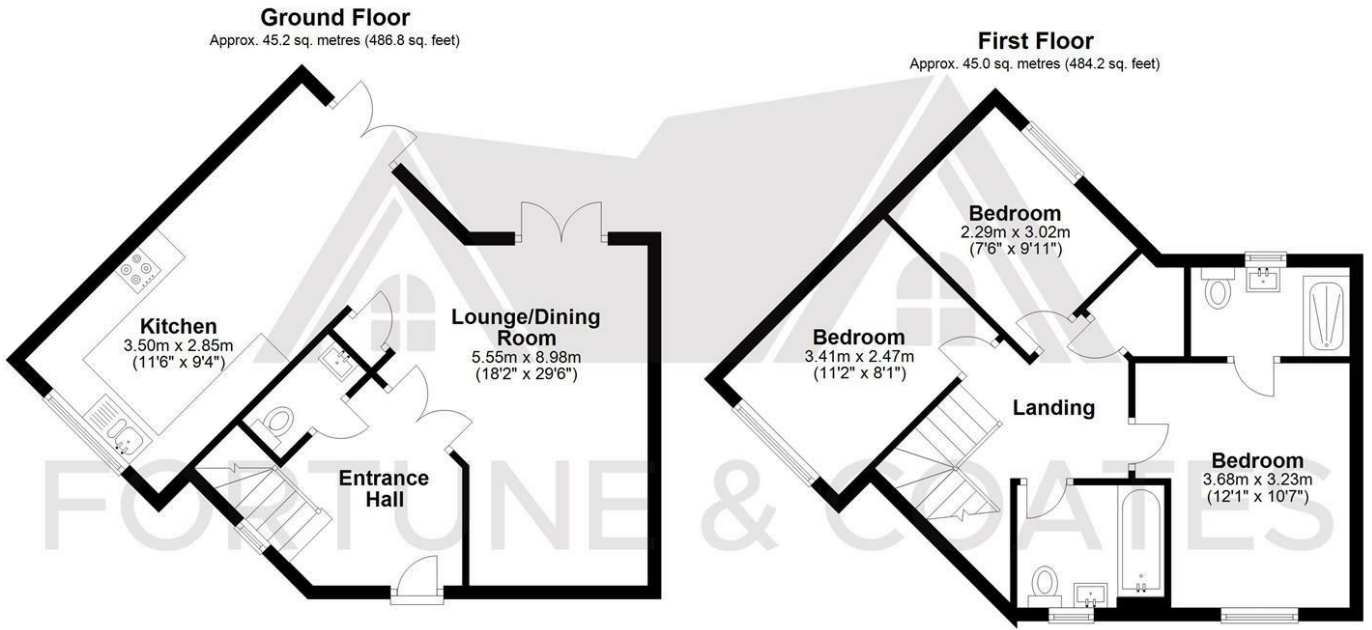 Ground Floor
Approx. 45.2 sq. metres (486.8 sq. feet)
Kitchen
3.50m x 2.85m
(11'6" x 9'4")
Lounge/Dining
Room
5.55m x 8.98m
(18'2" x 29'6")
Entrance
Hall
First Floor
Approx. 45.0 sq. metres (484.2 sq. feet)
Bedroom
2.29m x 3.02m
(7'6" x 9'11")
Bedroom
3.41m x 2.47m
(11'2" x 8'1")
Landing
Bedroom
3.68m x 3.23m
(12'1" x 10'7")
FORTUNE & COATES